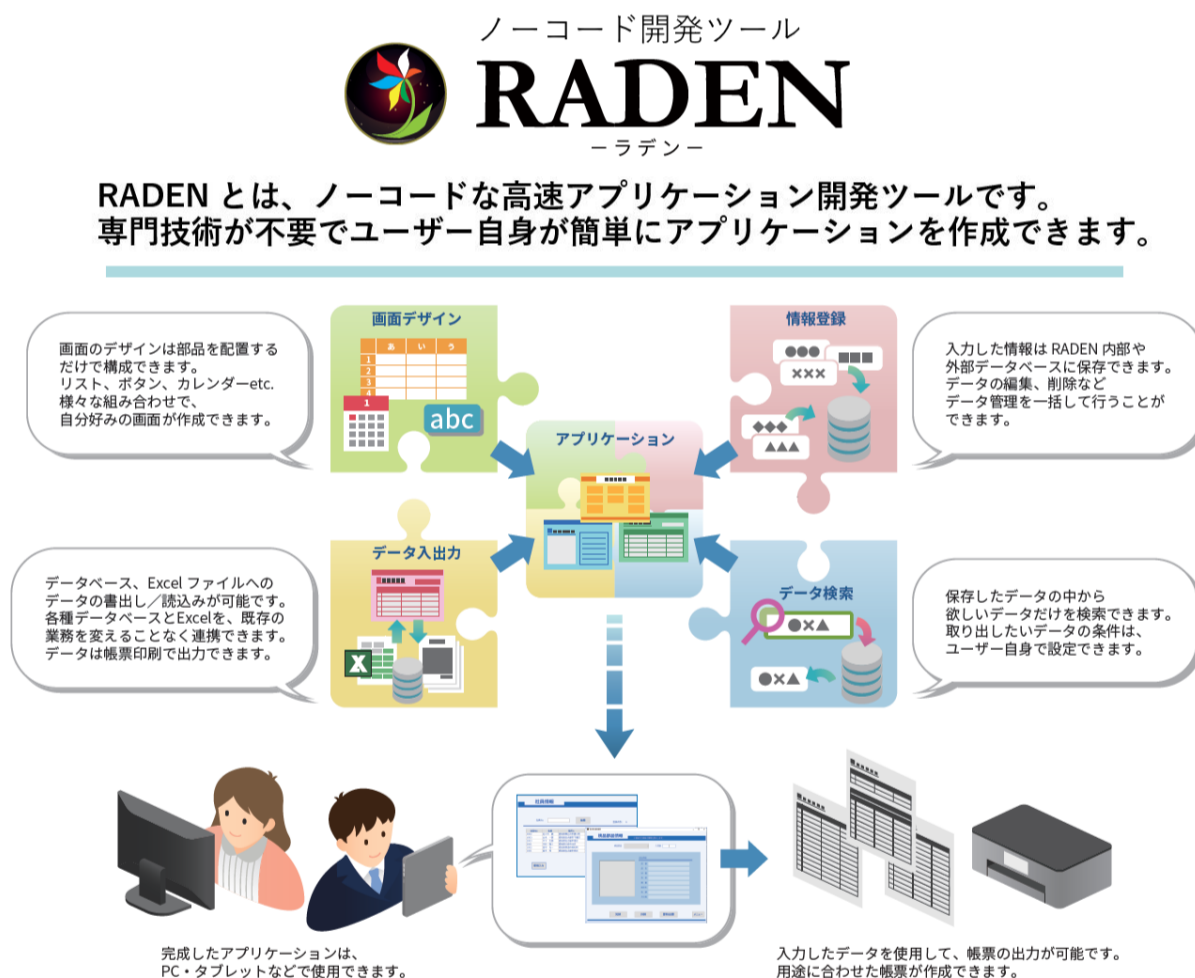 ノーコード開発ツール
RADEN
－ラデン－
RADEN とは、ノーコードな高速アプリケーション開発ツールです。
専門技術が不要でユーザー自身が簡単にアプリケーションを作成できます。
画面のデザインは部品を配置する
だけで構成できます。
リスト、ボタン、カレンダーetc.
様々な組み合わせで、
自分好みの画面が作成できます。
画面デザイン
あ い う
1
2
3
4
1
abc
情報登録
●●●
■■■
×××
◆◆◆
▲▲▲
入力した情報は RADEN 内部や
外部データベースに保存できます。
データの編集、削除など
データ管理を一括して行うことが
できます。
アプリケーション
データベース、Excel ファイルへの
データの書出し／読込みが可能です。
各種データベースとExcelを、既存の
業務を変えることなく連携できます。
データは帳票印刷で出力できます。
データ入出力
X
データ検索
●×▲
●×▲
保存したデータの中から
欲しいデータだけを検索できます。
取り出したいデータの条件は、
ユーザー自身で設定できます。
社員情報
完成したアプリケーションは、
PC・タブレットなどで使用できます。
入力したデータを使用して、帳票の出力が可能です。
用途に合わせた帳票が作成できます。